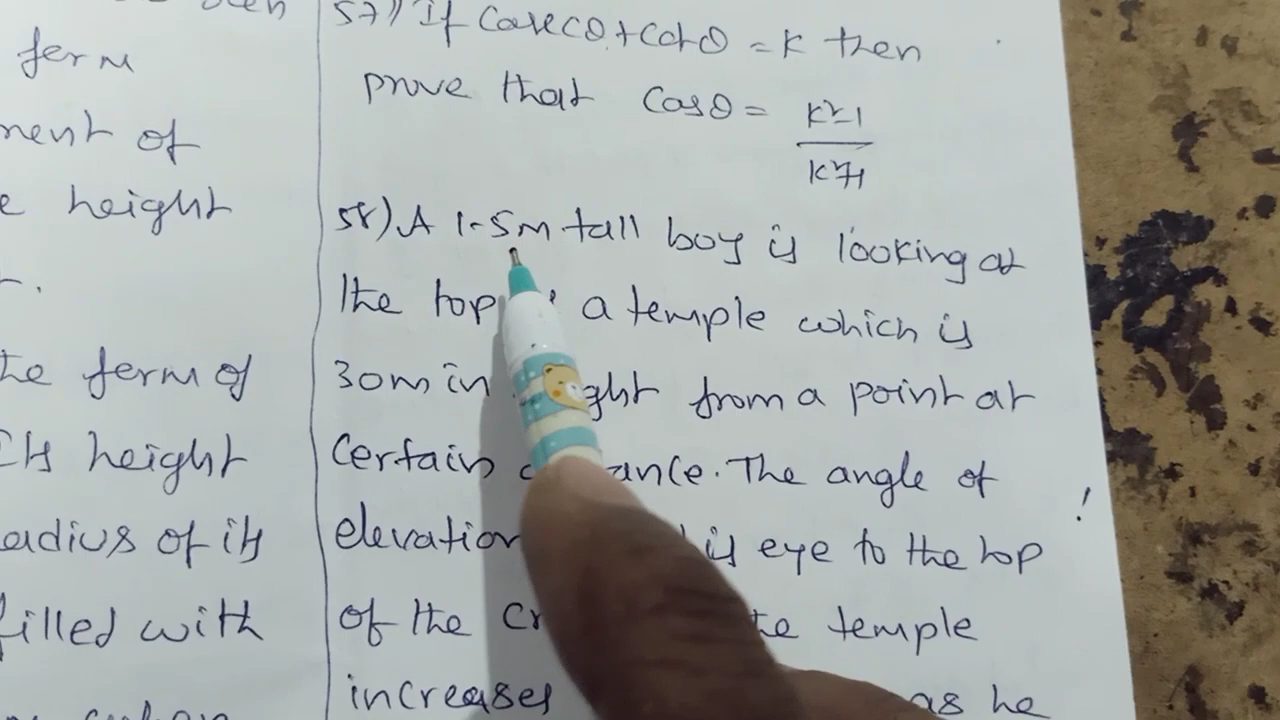 ferm
ment of
e height
r.
the ferm of
its height
radius of its
filled with
57) If Cosecθ+Cotθ = K then
prove that Cosθ = K²-1
K²+1
58) A 1.5m tall boy is looking at
the top a temple which is
30m in ght from a point at
Certain ance. The angle of
elevation is eye to the top
of the te temple
increases as he